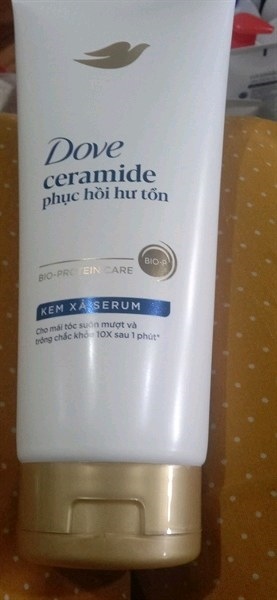 Dove
ceramide
phục hồi hư tổn
BIO-PROTEIN CARE
BIO-P
KEM XẢ SERUM
Cho mái tóc suôn mượt và
trông chắc khỏe 10X sau 1 phút*